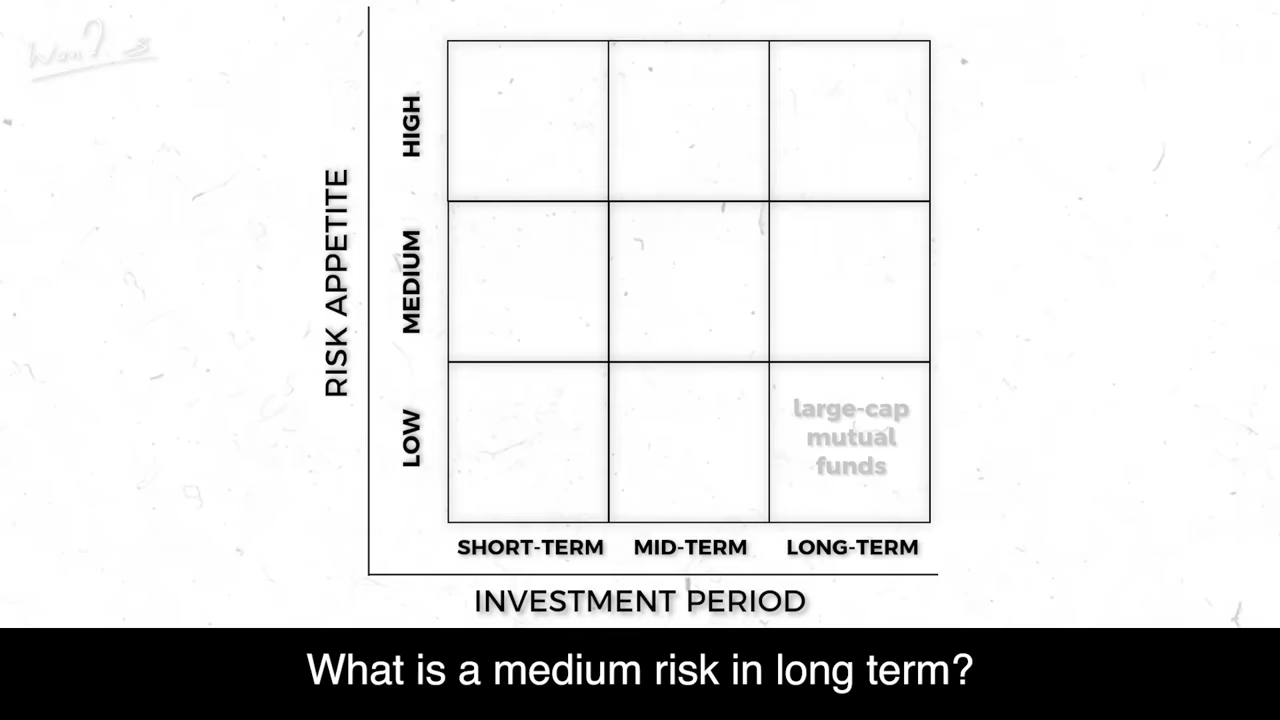 HIGH
MEDIUM
LOW
RISK APPETITE
large-cap
mutual
funds
SHORT-TERM MID-TERM LONG-TERM
INVESTMENT PERIOD
What is a medium risk in long term?